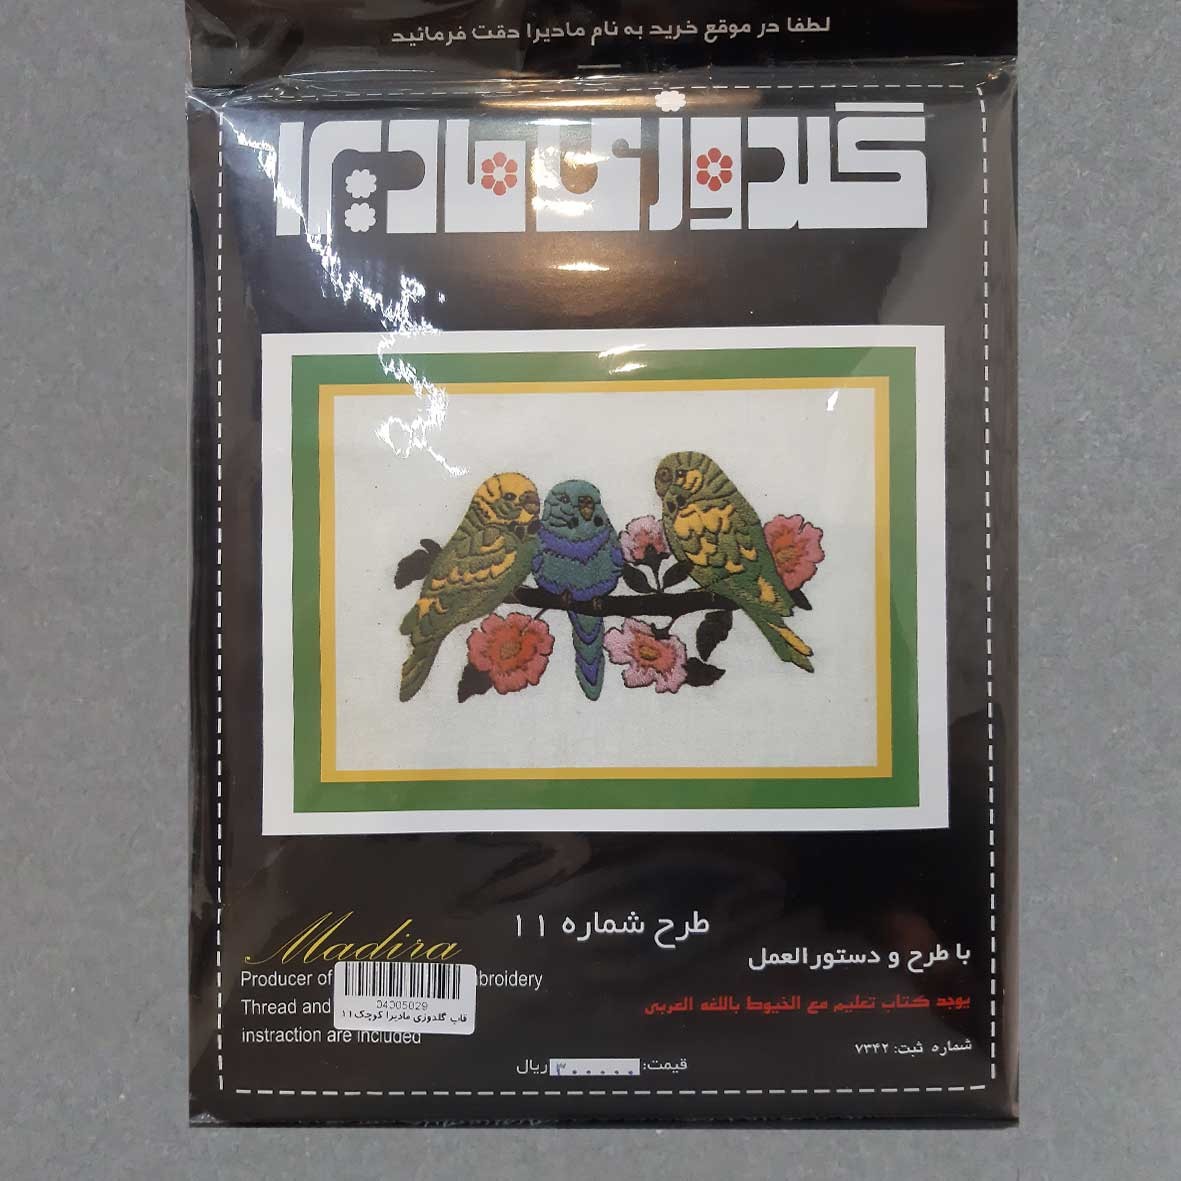 لطفا در موقع خرید به نام مادیرا دقت فرمائید
گلدوزی مادیرا
طرح شماره ۱۱
Madira
با طرح و دستورالعمل
Producer of broidery
یوجد کتاب تعلیم مع الخیوط باللغه العربی
Thread and
instraction are included
04305029
قاب گلدوزی مادیرا کوچک ۱۱
شماره ثبت: ۷۳۴۲
قیمت: ۳۰۰۰۰۰ ریال